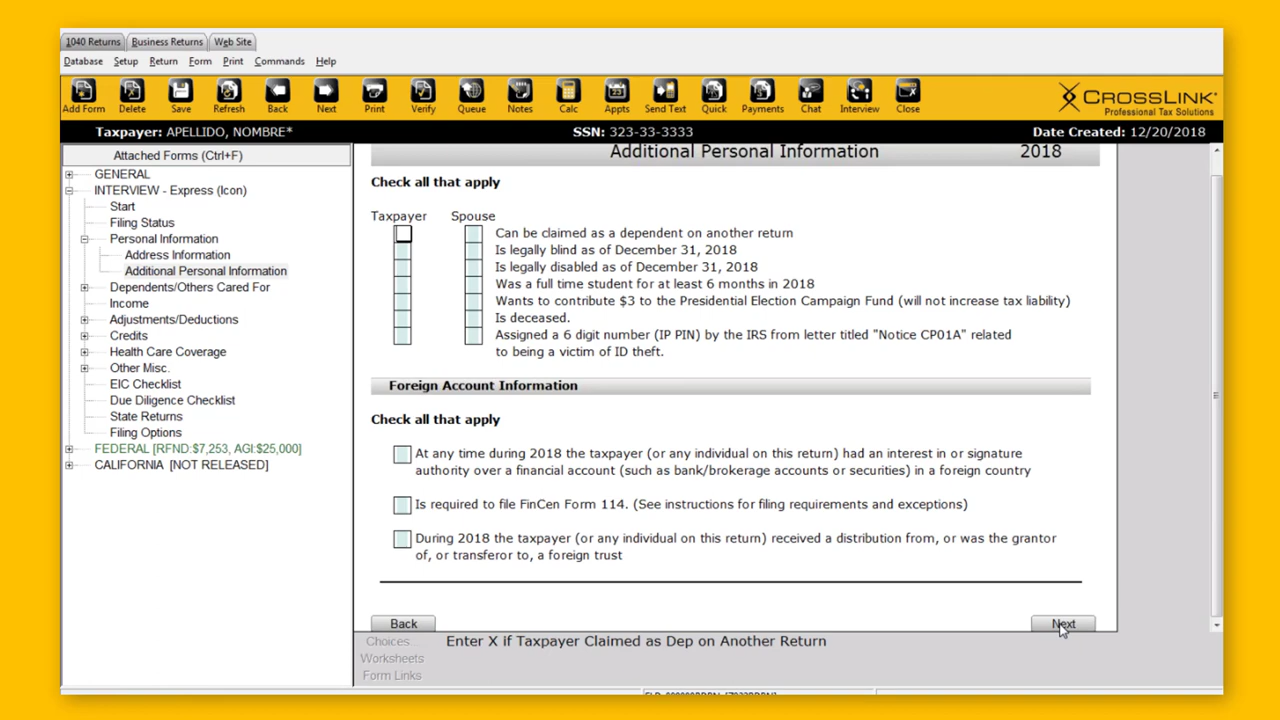 1040 Returns Business Returns Web Site
Database Setup Return Form Print Commands Help
Add Form Delete Save Refresh Back Next Print Verify Queue Notes Calc Appts Send Text Quick Payments Chat Interview Close
CROSSLINK
Professional Tax Solutions
Taxpayer: APELLIDO, NOMBRE* SSN: 323-33-3333 Date Created: 12/20/2018
Attached Forms (Ctrl+F)
GENERAL
INTERVIEW - Express (Icon)
Start
Filing Status
Personal Information
Address Information
Additional Personal Information
Dependents/Others Cared For
Income
Adjustments/Deductions
Credits
Health Care Coverage
Other Misc.
EIC Checklist
Due Diligence Checklist
State Returns
Filing Options
FEDERAL [RFND:$7,253, AGI:$25,000]
CALIFORNIA [NOT RELEASED]
Additional Personal Information 2018
Check all that apply
Taxpayer Spouse
Can be claimed as a dependent on another return
Is legally blind as of December 31, 2018
Is legally disabled as of December 31, 2018
Was a full time student for at least 6 months in 2018
Wants to contribute $3 to the Presidential Election Campaign Fund (will not increase tax liability)
Is deceased.
Assigned a 6 digit number (IP PIN) by the IRS from letter titled "Notice CP01A" related
to being a victim of ID theft.
Foreign Account Information
Check all that apply
At any time during 2018 the taxpayer (or any individual on this return) had an interest in or signature
authority over a financial account (such as bank/brokerage accounts or securities) in a foreign country
Is required to file FinCen Form 114. (See instructions for filing requirements and exceptions)
During 2018 the taxpayer (or any individual on this return) received a distribution from, or was the grantor
of, or transferor to, a foreign trust
Back Next
Choices... Enter X if Taxpayer Claimed as Dep on Another Return
Worksheets
Form Links